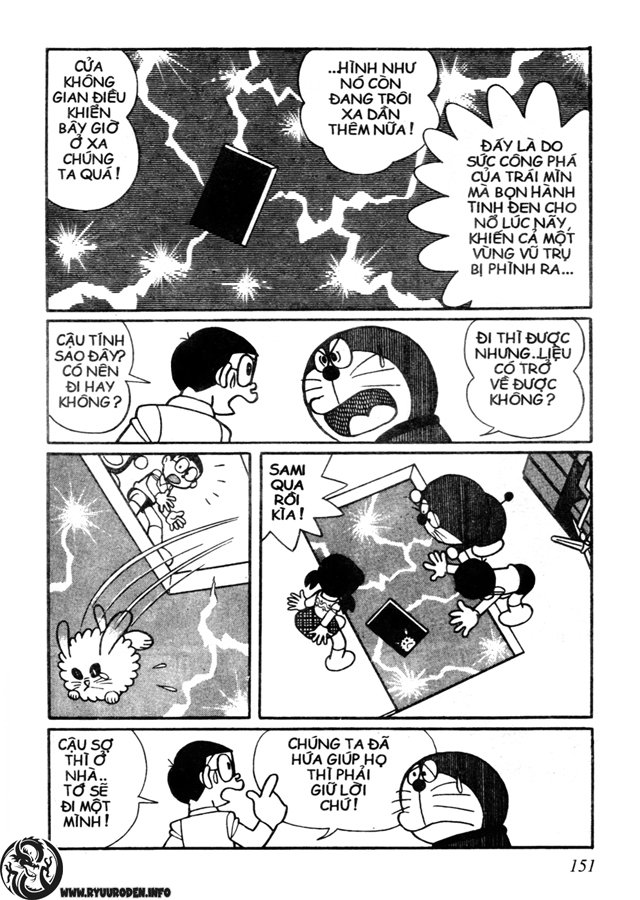 CỬA
KHÔNG
GIAN ĐIỀU
KHIỂN
BÂY GIỜ
Ở XA
CHÚNG
TA QUÁ!
...HÌNH NHƯ
NÓ CÒN
ĐANG TRÔI
XA DẦN
THÊM NỮA!
ĐẤY LÀ DO
SỨC CÔNG PHÁ
CỦA TRÁI MÌN
MÀ BỌN HÀNH
TINH ĐEN CHO
NỔ LÚC NÃY,
KHIẾN CẢ MỘT
VÙNG VŨ TRỤ
BỊ PHÌNH RA...
CẬU TÍNH
SAO ĐÂY?
CÓ NÊN
ĐI HAY
KHÔNG?
ĐI THÌ ĐƯỢC
NHƯNG..LIỆU
CÓ TRỞ
VỀ ĐƯỢC
KHÔNG?
SAMI
QUA
RỒI
KÌA!
CẬU SỢ
THÌ Ở
NHÀ..
TỚ SẼ
ĐI MỘT
MÌNH!
CHÚNG TA ĐÃ
HỨA GIÚP HỌ
THÌ PHẢI
GIỮ LỜI
CHỨ!
151
WWW.RYUURODEN.INFO